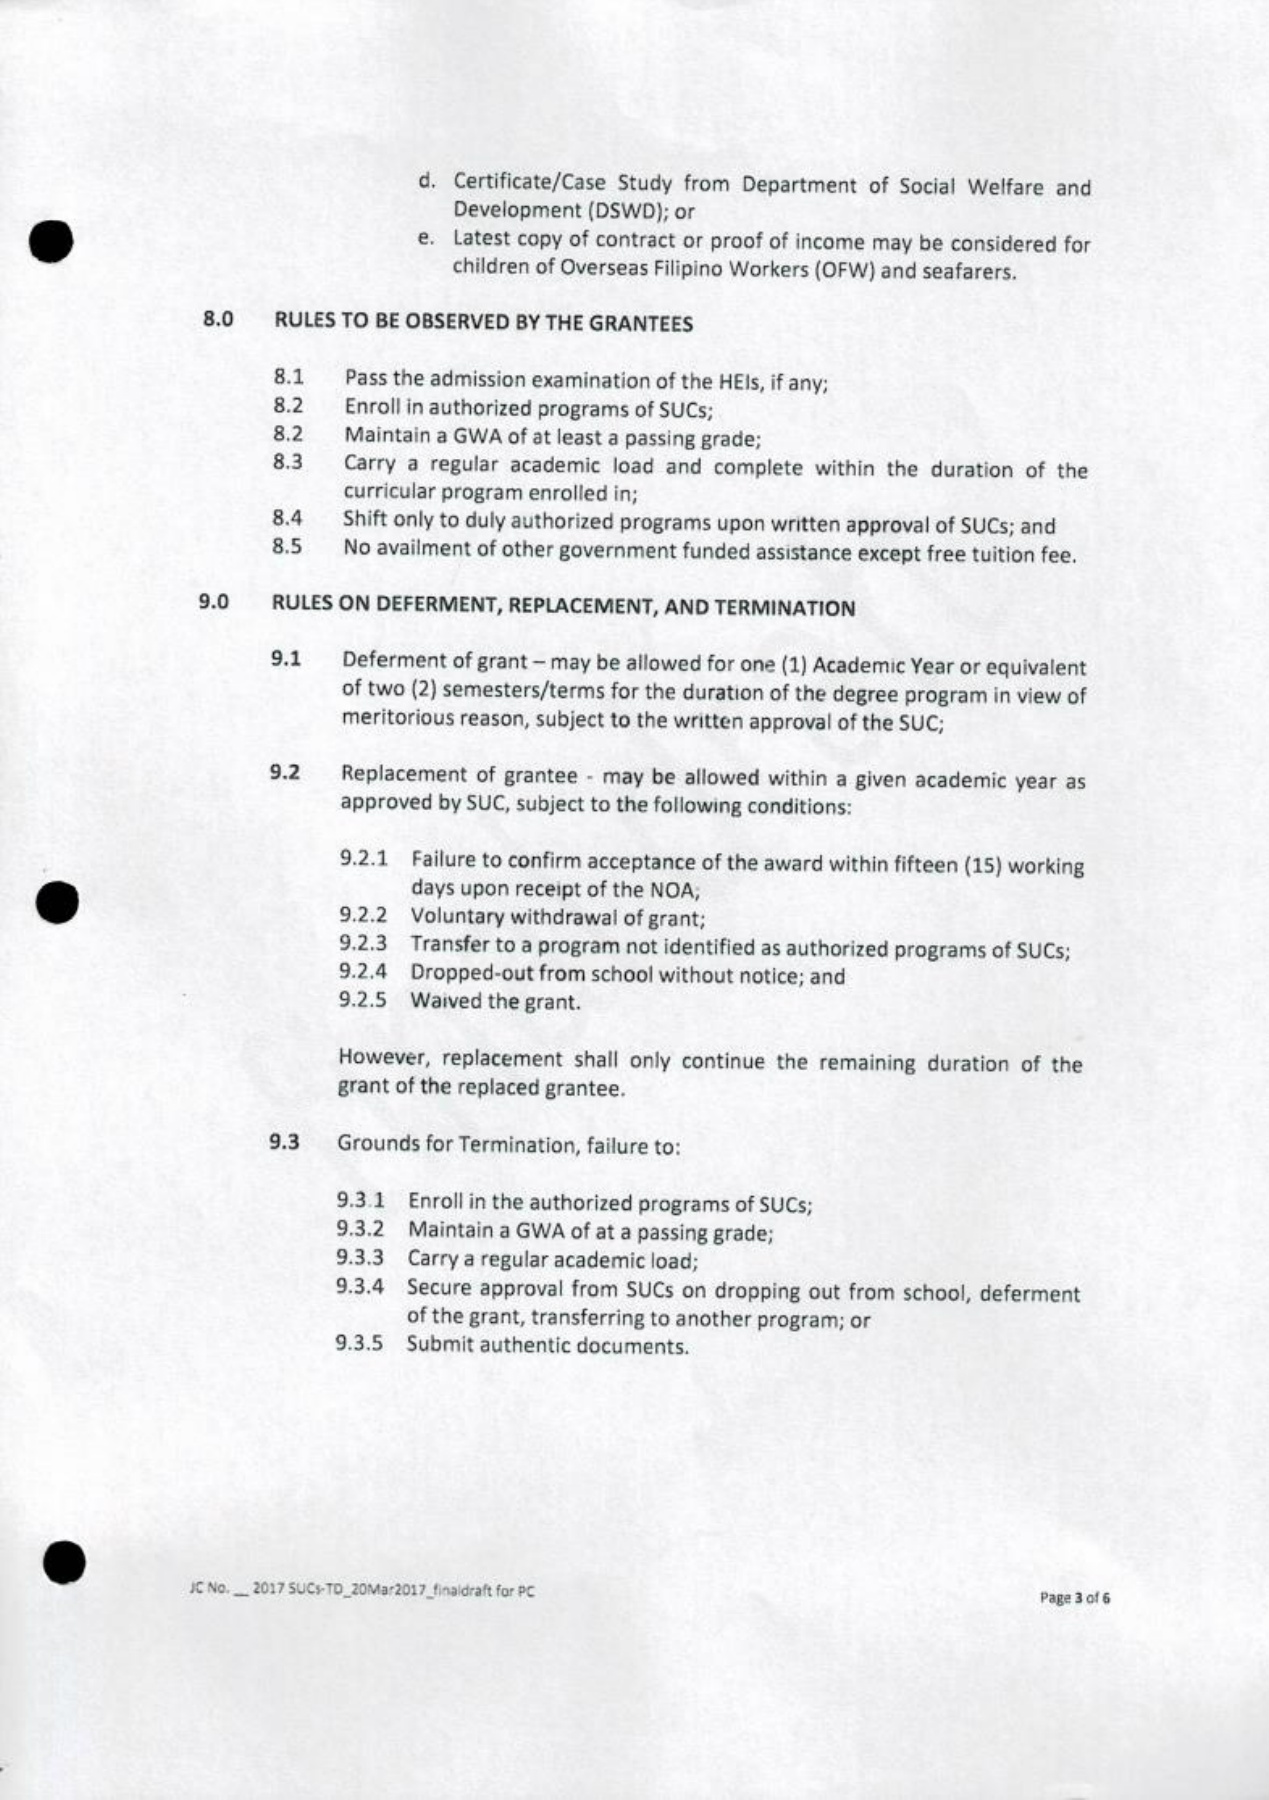 d. Certificate/Case Study from Department of Social Welfare and
Development (DSWD); or
e. Latest copy of contract or proof of income may be considered for
children of Overseas Filipino Workers (OFW) and seafarers.
8.0 RULES TO BE OBSERVED BY THE GRANTEES
8.1 Pass the admission examination of the HEIs, if any;
8.2 Enroll in authorized programs of SUCs;
8.2 Maintain a GWA of at least a passing grade;
8.3 Carry a regular academic load and complete within the duration of the
curricular program enrolled in;
8.4 Shift only to duly authorized programs upon written approval of SUCs; and
8.5 No availment of other government funded assistance except free tuition fee.
9.0 RULES ON DEFERMENT, REPLACEMENT, AND TERMINATION
9.1 Deferment of grant – may be allowed for one (1) Academic Year or equivalent
of two (2) semesters/terms for the duration of the degree program in view of
meritorious reason, subject to the written approval of the SUC;
9.2 Replacement of grantee - may be allowed within a given academic year as
approved by SUC, subject to the following conditions:
9.2.1 Failure to confirm acceptance of the award within fifteen (15) working
days upon receipt of the NOA;
9.2.2 Voluntary withdrawal of grant;
9.2.3 Transfer to a program not identified as authorized programs of SUCs;
9.2.4 Dropped-out from school without notice; and
9.2.5 Waived the grant.
However, replacement shall only continue the remaining duration of the
grant of the replaced grantee.
9.3 Grounds for Termination, failure to:
9.3.1 Enroll in the authorized programs of SUCs;
9.3.2 Maintain a GWA of at a passing grade;
9.3.3 Carry a regular academic load;
9.3.4 Secure approval from SUCs on dropping out from school, deferment
of the grant, transferring to another program; or
9.3.5 Submit authentic documents.
JC No. __ 2017 SUCs-TD_20Mar2017_finaldraft for PC
Page 3 of 6